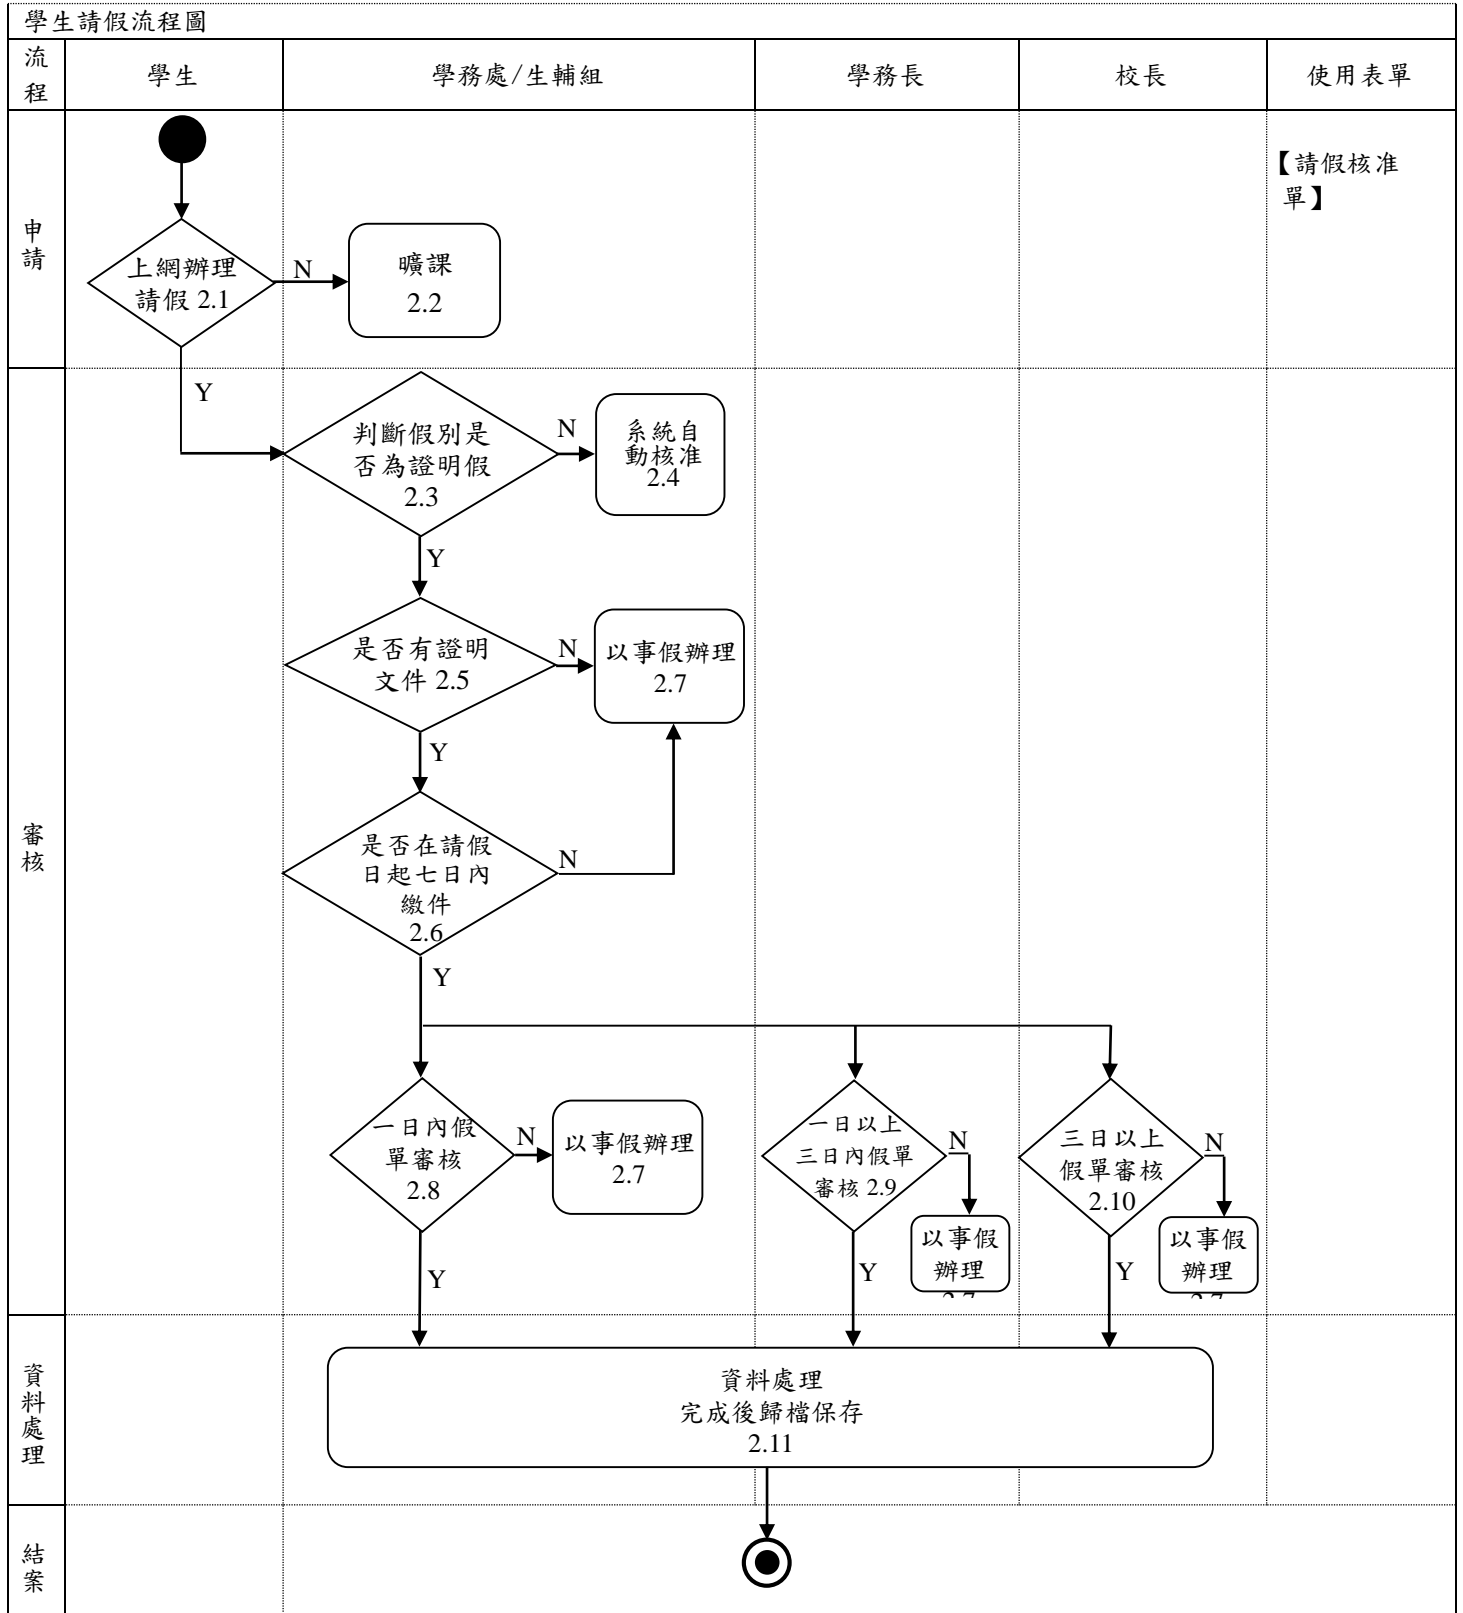 學生請假流程圖
流
程
學生
學務處/生輔組
學務長
校長
使用表單
申
請
【請假核准
單】
上網辦理
請假 2.1
N
曠課
2.2
Y
審
核
判斷假別是
否為證明假
2.3
N
系統自
動核准
2.4
Y
是否有證明
文件 2.5
N
以事假辦理
2.7
Y
是否在請假
日起七日內
繳件
2.6
N
Y
一日內假
單審核
2.8
N
以事假辦理
2.7
Y
一日以上
三日內假單
審核 2.9
N
以事假
辦理
2.7
Y
三日以上
假單審核
2.10
N
以事假
辦理
2.7
Y
資
料
處
理
資料處理
完成後歸檔保存
2.11
結
案